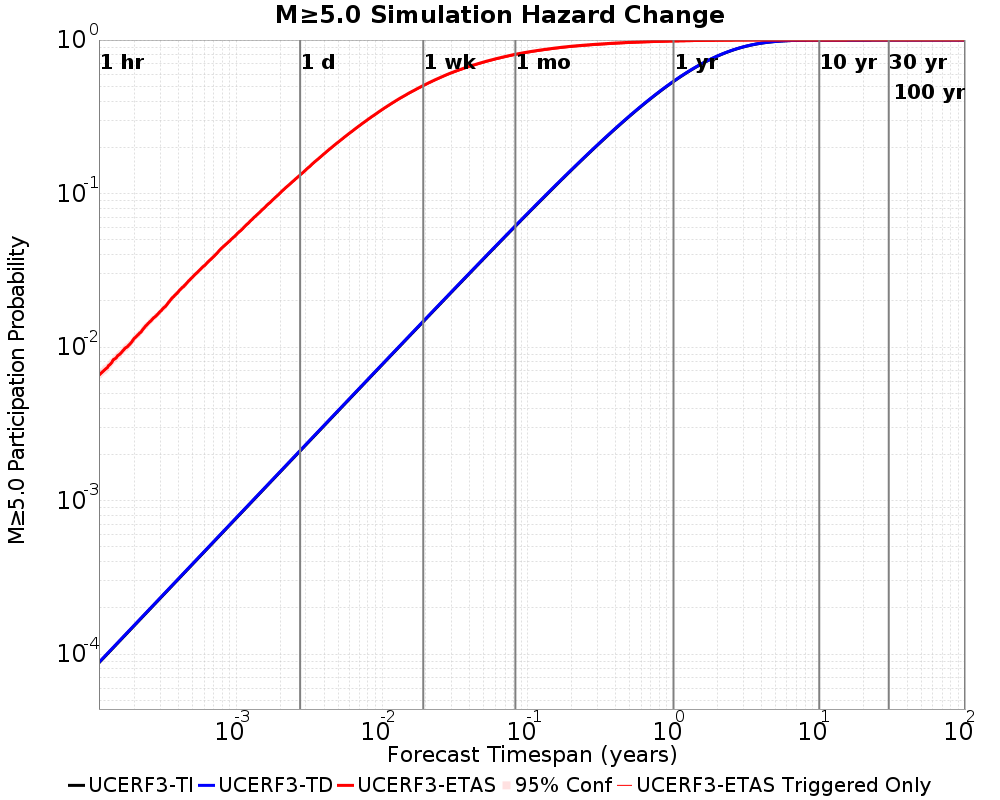 M≥5.0 Simulation Hazard Change
M≥5.0 Participation Probability
10^0
10^-1
10^-2
10^-3
10^-4
1 hr
1 d
1 wk
1 mo
1 yr
10 yr
30 yr
100 yr
10^-3
10^-2
10^-1
10^0
10^1
10^2
Forecast Timespan (years)
UCERF3-TI UCERF3-TD UCERF3-ETAS 95% Conf UCERF3-ETAS Triggered Only